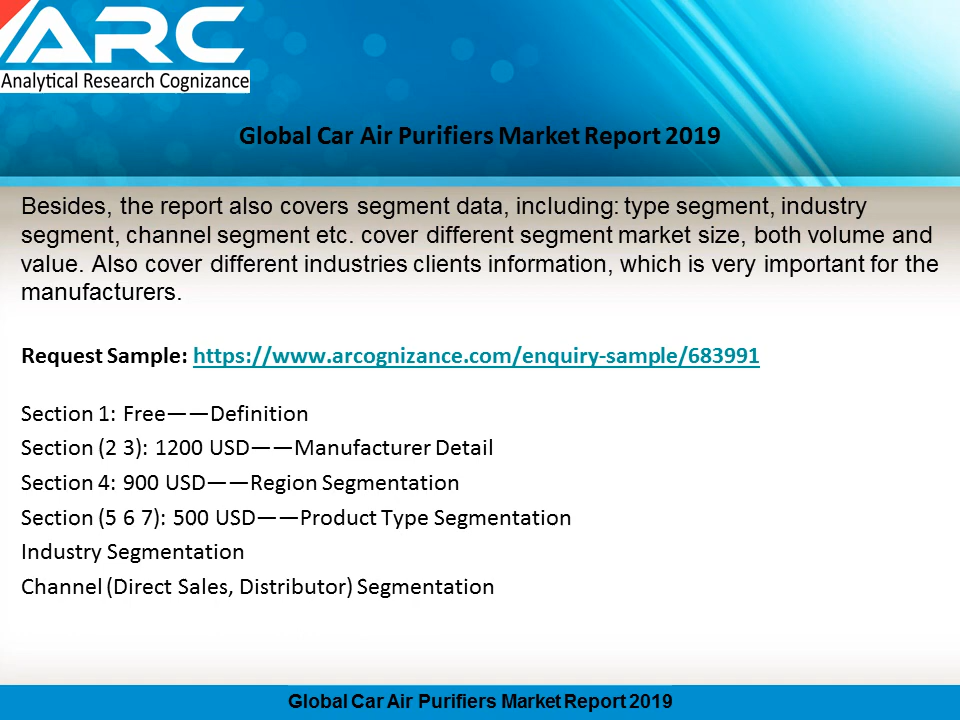 ARC
Analytical Research Cognizance
Global Car Air Purifiers Market Report 2019
Besides, the report also covers segment data, including: type segment, industry
segment, channel segment etc. cover different segment market size, both volume and
value. Also cover different industries clients information, which is very important for the
manufacturers.
Request Sample: https://www.arcognizance.com/enquiry-sample/683991
Section 1: Free——Definition
Section (2 3): 1200 USD——Manufacturer Detail
Section 4: 900 USD——Region Segmentation
Section (5 6 7): 500 USD——Product Type Segmentation
Industry Segmentation
Channel (Direct Sales, Distributor) Segmentation
Global Car Air Purifiers Market Report 2019